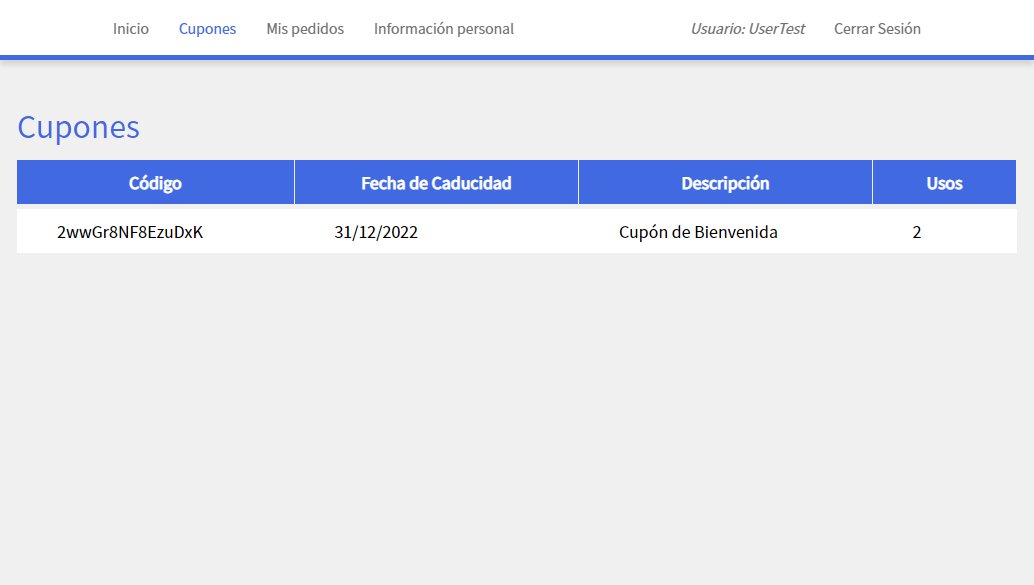 Inicio Cupones Mis pedidos Información personal Usuario: UserTest Cerrar Sesión
Cupones
Código Fecha de Caducidad Descripción Usos
2wwGr8NF8EzuDxK 31/12/2022 Cupón de Bienvenida 2